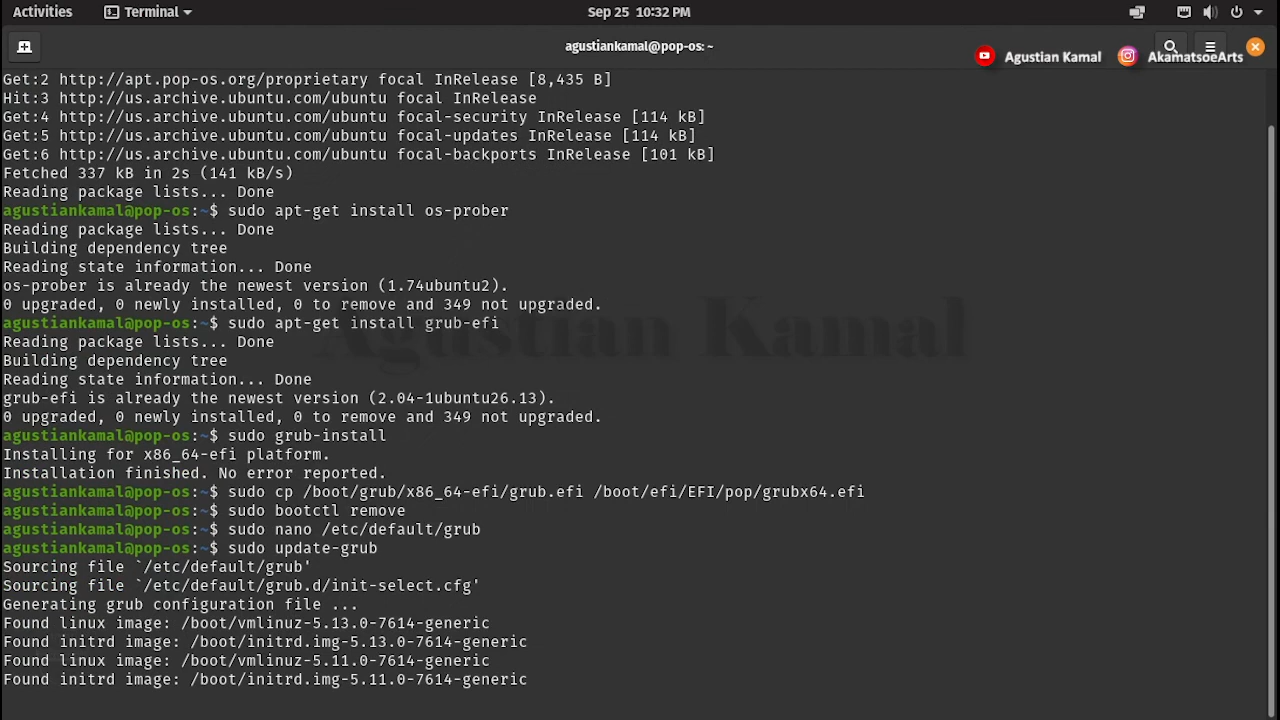 Activities Terminal Sep 25 10:32 PM
agustiankamal@pop-os: ~
Agustian Kamal AkamatsoeArts
Get:2 http://apt.pop-os.org/proprietary focal InRelease [8,435 B]
Hit:3 http://us.archive.ubuntu.com/ubuntu focal InRelease
Get:4 http://us.archive.ubuntu.com/ubuntu focal-security InRelease [114 kB]
Get:5 http://us.archive.ubuntu.com/ubuntu focal-updates InRelease [114 kB]
Get:6 http://us.archive.ubuntu.com/ubuntu focal-backports InRelease [101 kB]
Fetched 337 kB in 2s (141 kB/s)
Reading package lists... Done
agustiankamal@pop-os:~$ sudo apt-get install os-prober
Reading package lists... Done
Building dependency tree
Reading state information... Done
os-prober is already the newest version (1.74ubuntu2).
0 upgraded, 0 newly installed, 0 to remove and 349 not upgraded.
agustiankamal@pop-os:~$ sudo apt-get install grub-efi
Agustian Kamal
Reading package lists... Done
Building dependency tree
Reading state information... Done
grub-efi is already the newest version (2.04-1ubuntu26.13).
0 upgraded, 0 newly installed, 0 to remove and 349 not upgraded.
agustiankamal@pop-os:~$ sudo grub-install
Installing for x86_64-efi platform.
Installation finished. No error reported.
agustiankamal@pop-os:~$ sudo cp /boot/grub/x86_64-efi/grub.efi /boot/efi/EFI/pop/grubx64.efi
agustiankamal@pop-os:~$ sudo bootctl remove
agustiankamal@pop-os:~$ sudo nano /etc/default/grub
agustiankamal@pop-os:~$ sudo update-grub
Sourcing file `/etc/default/grub'
Sourcing file `/etc/default/grub.d/init-select.cfg'
Generating grub configuration file ...
Found linux image: /boot/vmlinuz-5.13.0-7614-generic
Found initrd image: /boot/initrd.img-5.13.0-7614-generic
Found linux image: /boot/vmlinuz-5.11.0-7614-generic
Found initrd image: /boot/initrd.img-5.11.0-7614-generic